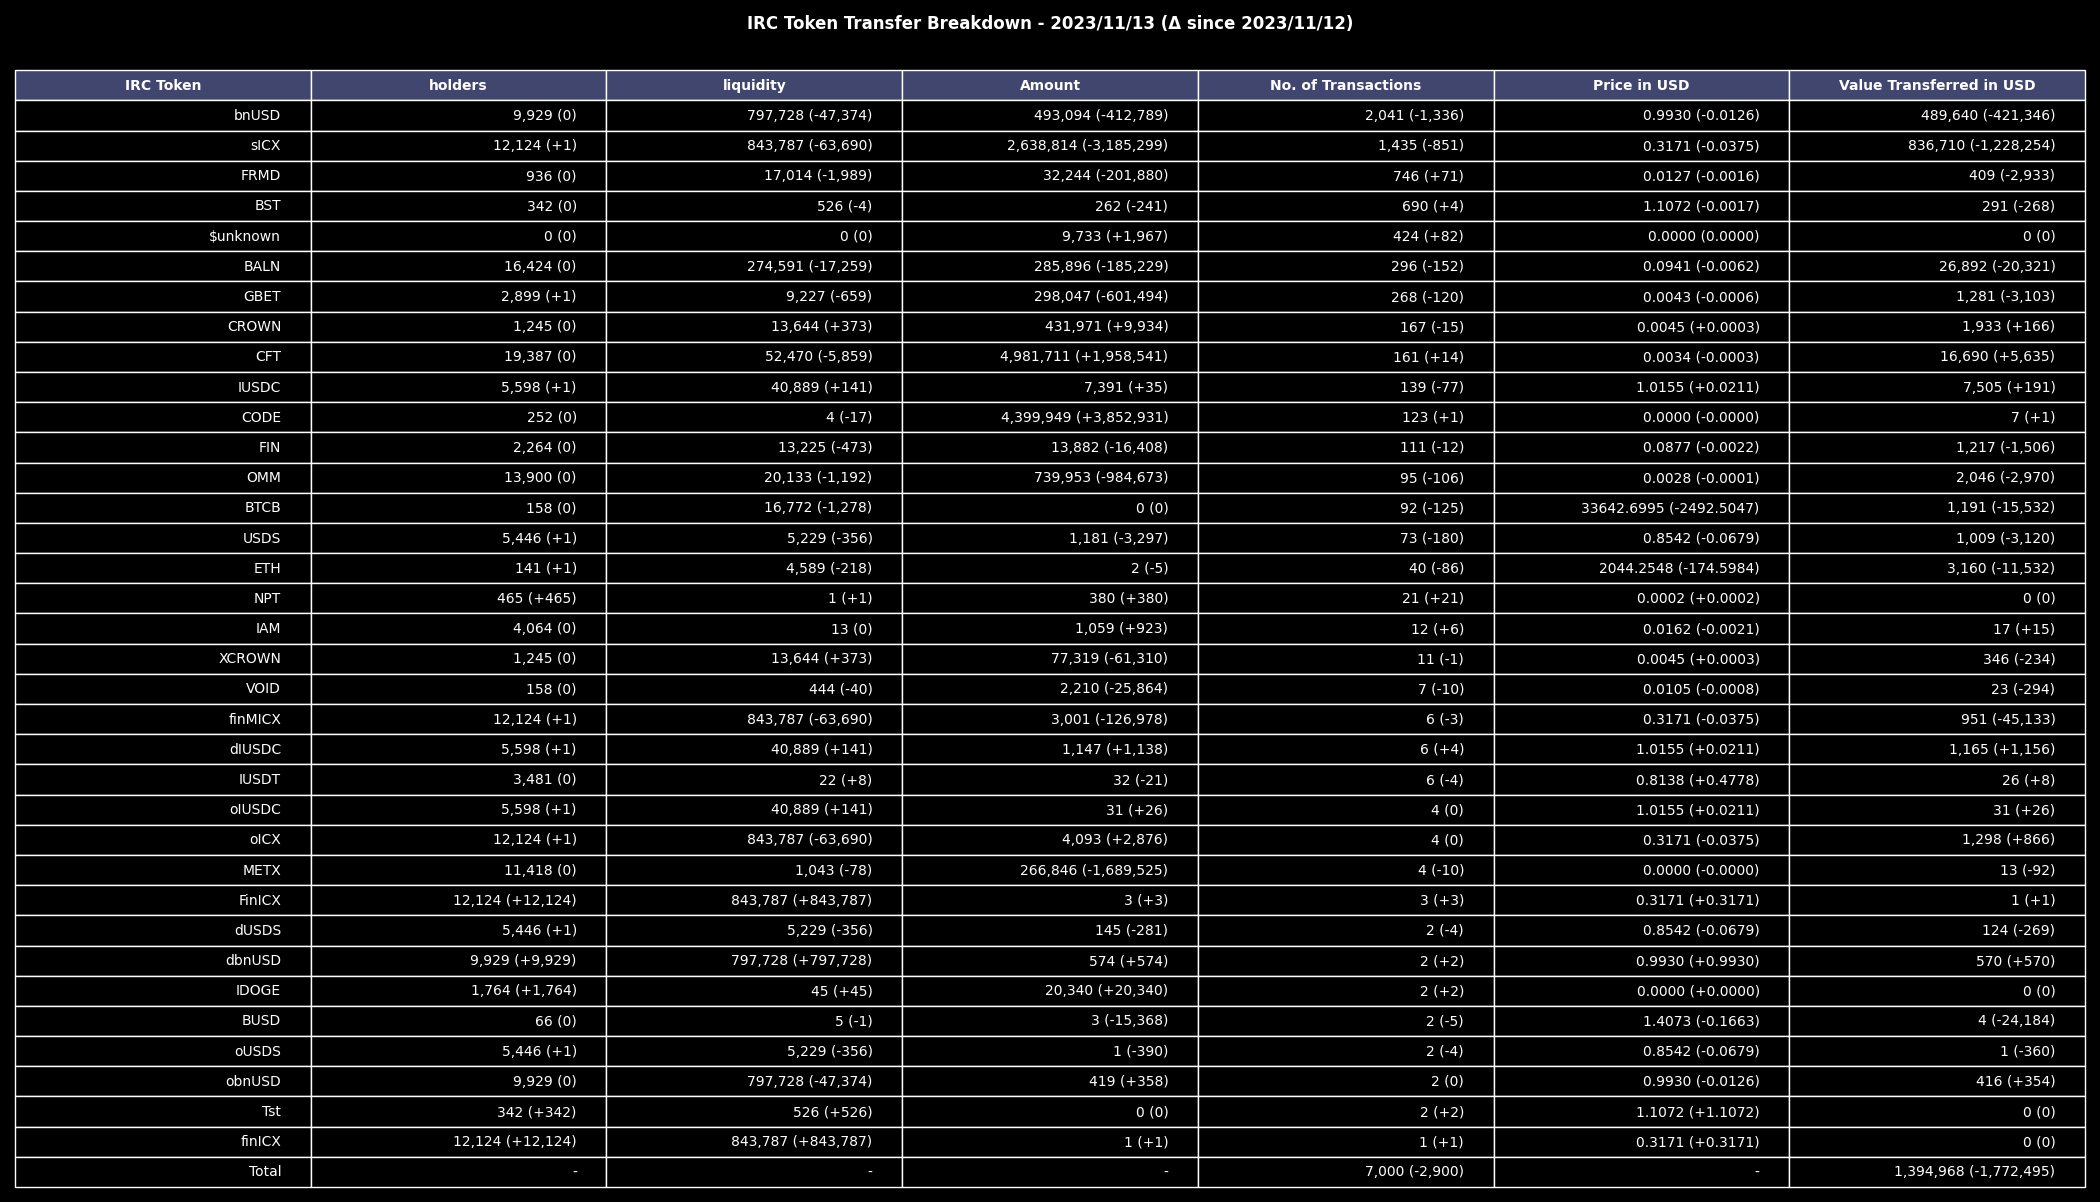 IRC Token Transfer Breakdown - 2023/11/13 (Δ since 2023/11/12)
IRC Token holders liquidity Amount No. of Transactions Price in USD Value Transferred in USD
bnUSD 9,929 (0) 797,728 (-47,374) 493,094 (-412,789) 2,041 (-1,336) 0.9930 (-0.0126) 489,640 (-421,346)
sICX 12,124 (+1) 843,787 (-63,690) 2,638,814 (-3,185,299) 1,435 (-851) 0.3171 (-0.0375) 836,710 (-1,228,254)
FRMD 936 (0) 17,014 (-1,989) 32,244 (-201,880) 746 (+71) 0.0127 (-0.0016) 409 (-2,933)
BST 342 (0) 526 (-4) 262 (-241) 690 (+4) 1.1072 (-0.0017) 291 (-268)
$unknown 0 (0) 0 (0) 9,733 (+1,967) 424 (+82) 0.0000 (0.0000) 0 (0)
BALN 16,424 (0) 274,591 (-17,259) 285,896 (-185,229) 296 (-152) 0.0941 (-0.0062) 26,892 (-20,321)
GBET 2,899 (+1) 9,227 (-659) 298,047 (-601,494) 268 (-120) 0.0043 (-0.0006) 1,281 (-3,103)
CROWN 1,245 (0) 13,644 (+373) 431,971 (+9,934) 167 (-15) 0.0045 (+0.0003) 1,933 (+166)
CFT 19,387 (0) 52,470 (-5,859) 4,981,711 (+1,958,541) 161 (+14) 0.0034 (-0.0003) 16,690 (+5,635)
IUSDC 5,598 (+1) 40,889 (+141) 7,391 (+35) 139 (-77) 1.0155 (+0.0211) 7,505 (+191)
CODE 252 (0) 4 (-17) 4,399,949 (+3,852,931) 123 (+1) 0.0000 (-0.0000) 7 (+1)
FIN 2,264 (0) 13,225 (-473) 13,882 (-16,408) 111 (-12) 0.0877 (-0.0022) 1,217 (-1,506)
OMM 13,900 (0) 20,133 (-1,192) 739,953 (-984,673) 95 (-106) 0.0028 (-0.0001) 2,046 (-2,970)
BTCB 158 (0) 16,772 (-1,278) 0 (0) 92 (-125) 33642.6995 (-2492.5047) 1,191 (-15,532)
USDS 5,446 (+1) 5,229 (-356) 1,181 (-3,297) 73 (-180) 0.8542 (-0.0679) 1,009 (-3,120)
ETH 141 (+1) 4,589 (-218) 2 (-5) 40 (-86) 2044.2548 (-174.5984) 3,160 (-11,532)
NPT 465 (+465) 1 (+1) 380 (+380) 21 (+21) 0.0002 (+0.0002) 0 (0)
IAM 4,064 (0) 13 (0) 1,059 (+923) 12 (+6) 0.0162 (-0.0021) 17 (+15)
XCROWN 1,245 (0) 13,644 (+373) 77,319 (-61,310) 11 (-1) 0.0045 (+0.0003) 346 (-234)
VOID 158 (0) 444 (-40) 2,210 (-25,864) 7 (-10) 0.0105 (-0.0008) 23 (-294)
finMICX 12,124 (+1) 843,787 (-63,690) 3,001 (-126,978) 6 (-3) 0.3171 (-0.0375) 951 (-45,133)
dIUSDC 5,598 (+1) 40,889 (+141) 1,147 (+1,138) 6 (+4) 1.0155 (+0.0211) 1,165 (+1,156)
IUSDT 3,481 (0) 22 (+8) 32 (-21) 6 (-4) 0.8138 (+0.4778) 26 (+8)
oIUSDC 5,598 (+1) 40,889 (+141) 31 (+26) 4 (0) 1.0155 (+0.0211) 31 (+26)
oICX 12,124 (+1) 843,787 (-63,690) 4,093 (+2,876) 4 (0) 0.3171 (-0.0375) 1,298 (+866)
METX 11,418 (0) 1,043 (-78) 266,846 (-1,689,525) 4 (-10) 0.0000 (-0.0000) 13 (-92)
FinICX 12,124 (+12,124) 843,787 (+843,787) 3 (+3) 3 (+3) 0.3171 (+0.3171) 1 (+1)
dUSDS 5,446 (+1) 5,229 (-356) 145 (-281) 2 (-4) 0.8542 (-0.0679) 124 (-269)
dbnUSD 9,929 (+9,929) 797,728 (+797,728) 574 (+574) 2 (+2) 0.9930 (+0.9930) 570 (+570)
IDOGE 1,764 (+1,764) 45 (+45) 20,340 (+20,340) 2 (+2) 0.0000 (+0.0000) 0 (0)
BUSD 66 (0) 5 (-1) 3 (-15,368) 2 (-5) 1.4073 (-0.1663) 4 (-24,184)
oUSDS 5,446 (+1) 5,229 (-356) 1 (-390) 2 (-4) 0.8542 (-0.0679) 1 (-360)
obnUSD 9,929 (0) 797,728 (-47,374) 419 (+358) 2 (0) 0.9930 (-0.0126) 416 (+354)
Tst 342 (+342) 526 (+526) 0 (0) 2 (+2) 1.1072 (+1.1072) 0 (0)
finICX 12,124 (+12,124) 843,787 (+843,787) 1 (+1) 1 (+1) 0.3171 (+0.3171) 0 (0)
Total - - - 7,000 (-2,900) - 1,394,968 (-1,772,495)